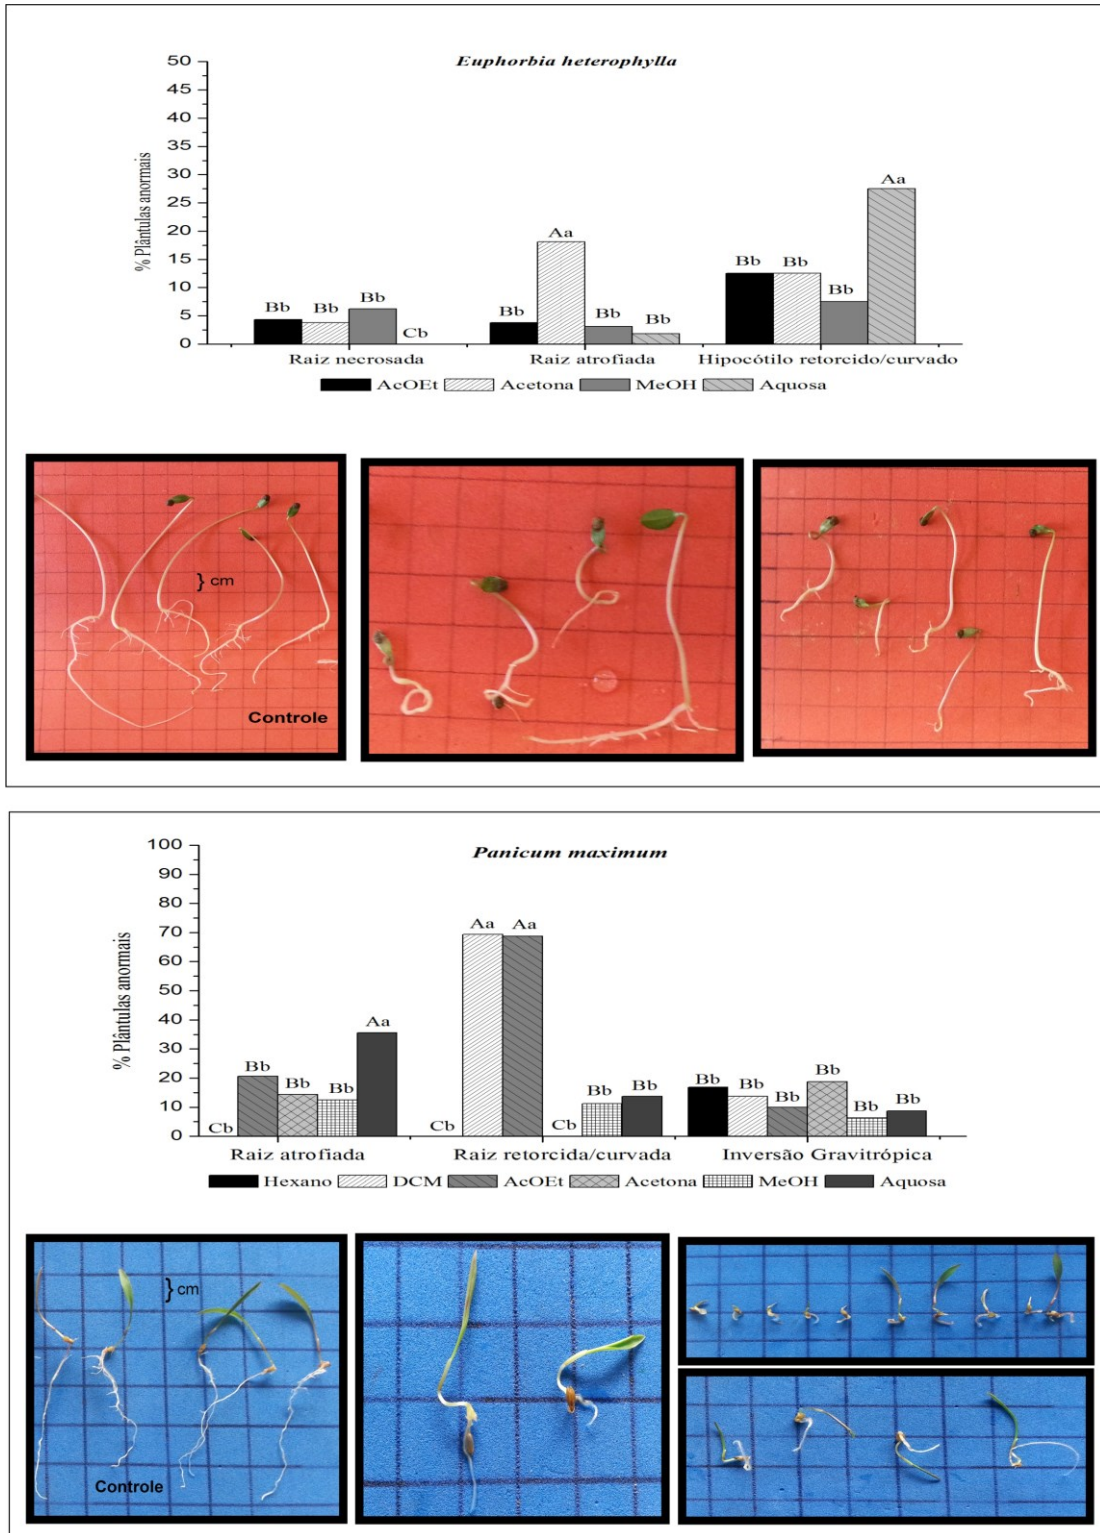 Euphorbia heterophylla
% Plântulas anormais
50
45
40
35
30
25
20
15
10
5
0
Bb Bb Bb Cb
Bb Aa Bb Bb
Bb Bb Bb Aa
Raiz necrosada Raiz atrofiada Hipocótilo retorcido/curvado
AcOEt Acetona MeOH Aquosa
} cm
Controle
Panicum maximum
% Plântulas anormais
100
90
80
70
60
50
40
30
20
10
0
Cb Bb Bb Bb Aa
Cb Aa Aa Cb Bb Bb
Bb Bb Bb Bb Bb Bb
Raiz atrofiada Raiz retorcida/curvada Inversão Gravitrópica
Hexano DCM AcOEt Acetona MeOH Aquosa
} cm
Controle